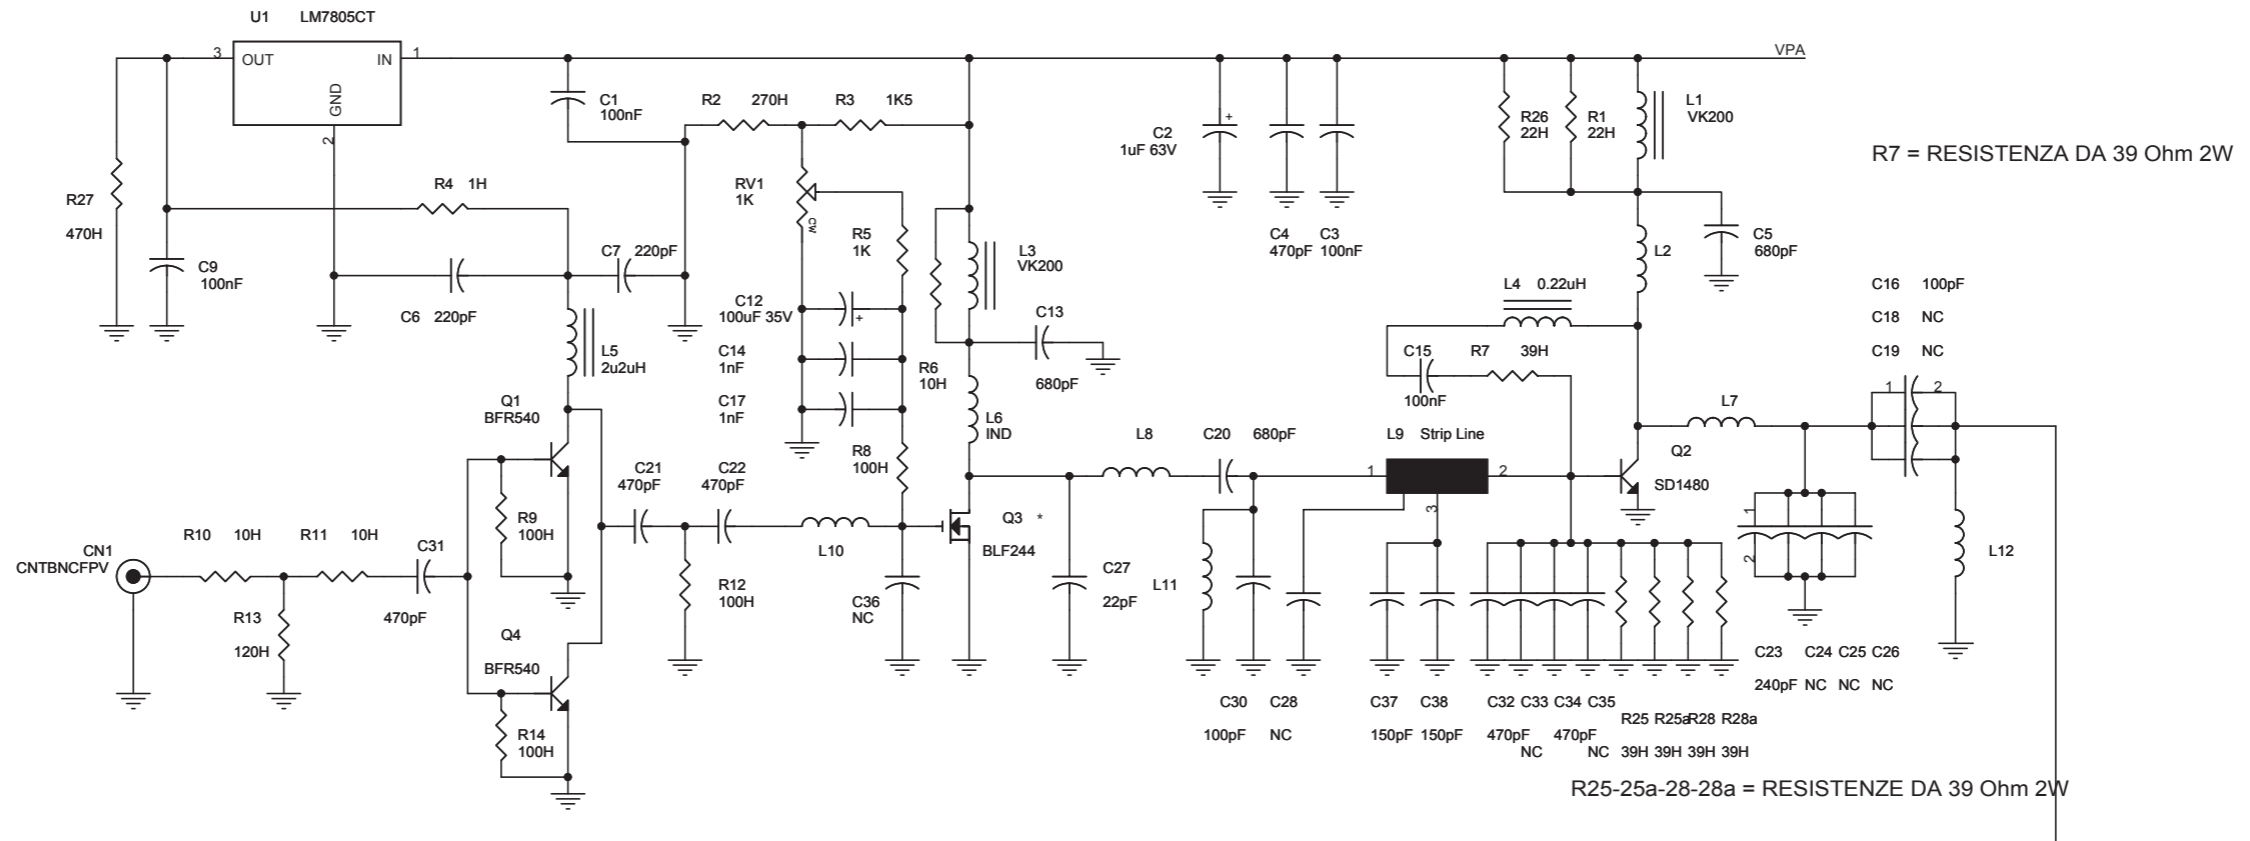 U1 LM7805CT
3 OUT IN 1
GND
2
VPA
C1
100nF
R2 270H R3 1K5
C2
1uF 63V
+
R26
22H
R1
22H
L1
VK200
R7 = RESISTENZA DA 39 Ohm 2W
R27
470H
R4 1H
RV1
1K
CW
R5
1K
C4
470pF
C3
100nF
C5
680pF
L2
C9
100nF
C7 220pF
L3
VK200
C6 220pF
C12
100uF 35V
+
C13
680pF
L4 0.22uH
C16 100pF
C18 NC
C19 NC
L5
2u2uH
C14
1nF
R6
10H
C15
100nF
R7 39H
C17
1nF
Q1
BFR540
L6
IND
1 2
L7
R8
100H
L8
C20 680pF
L9 Strip Line
1 2
3
Q2
SD1480
C21
470pF
C22
470pF
R9
100H
Q3 *
BLF244
L10
1
2
L12
R10 10H R11 10H
C31
470pF
CN1
CNTBNCFPV
R12
100H
C36
NC
C27
22pF
L11
R13
120H
Q4
BFR540
R14
100H
C23 C24 C25 C26
240pF NC NC NC
C30 C28
100pF NC
C37 C38
150pF 150pF
C32 C33 C34 C35
470pF 470pF
NC NC
R25 R25a R28 R28a
39H 39H 39H 39H
R25-25a-28-28a = RESISTENZE DA 39 Ohm 2W